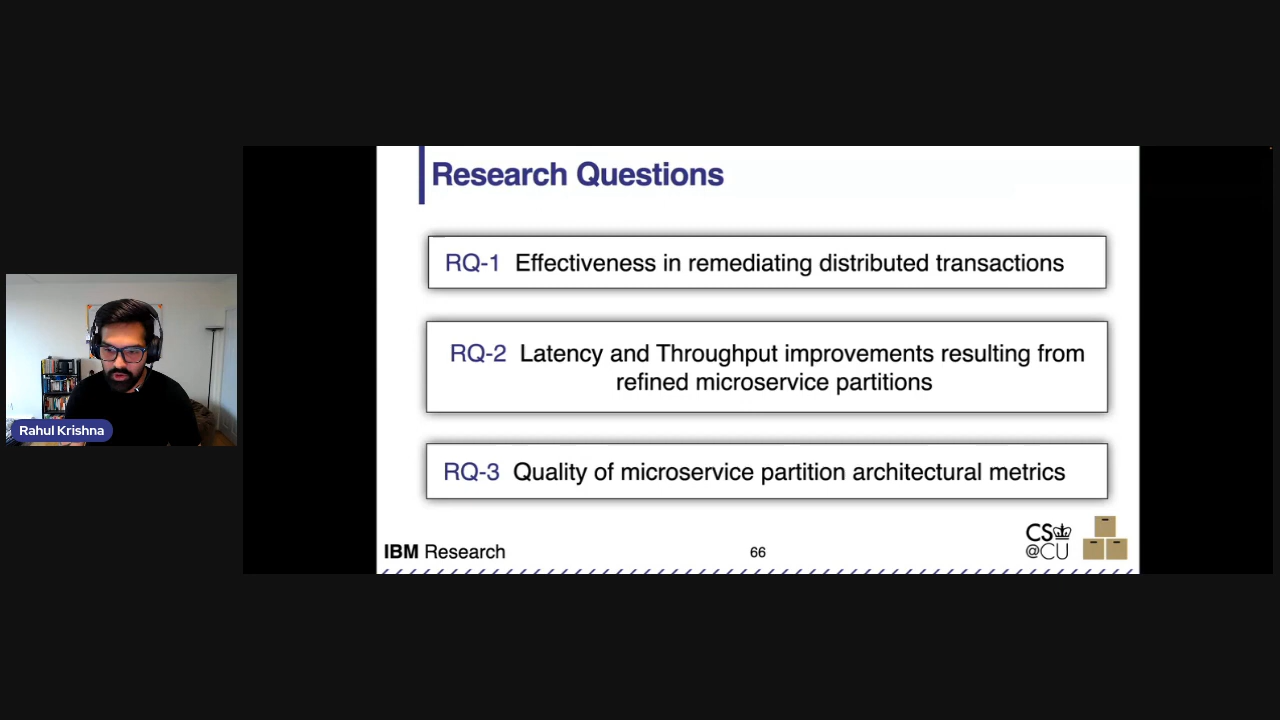 Research Questions
RQ-1 Effectiveness in remediating distributed transactions
RQ-2 Latency and Throughput improvements resulting from
refined microservice partitions
RQ-3 Quality of microservice partition architectural metrics
IBM Research
66
CS
@CU
Rahul Krishna